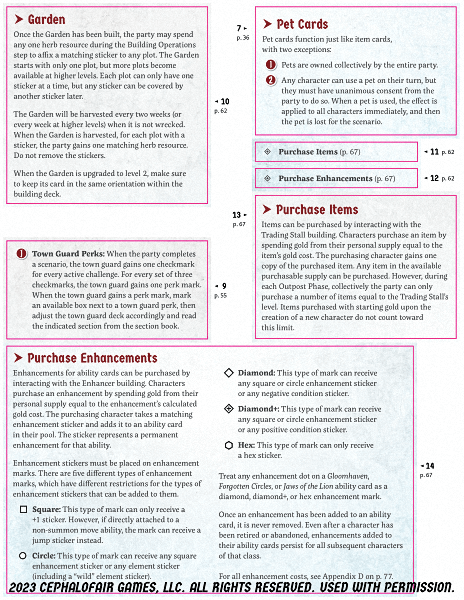 ➤ Garden
Once the Garden has been built, the party may spend
any one herb resource during the Building Operations
step to affix a matching sticker to any plot. The Garden
starts with only one plot, but more plots become
available at higher levels. Each plot can only have one
sticker at a time, but any sticker can be covered by
another sticker later.
The Garden will be harvested every two weeks (or
every week at higher levels) when it is not wrecked.
When the Garden is harvested, for each plot with a
sticker, the party gains one matching herb resource.
Do not remove the stickers.
When the Garden is upgraded to level 2, make sure
to keep its card in the same orientation within the
building deck.
10
p.62
7
p.36
➤ Pet Cards
Pet cards function just like item cards,
with two exceptions:
1 Pets are owned collectively by the entire party.
2 Any character can use a pet on their turn, but
they must have unanimous consent from the
party to do so. When a pet is used, the effect is
applied to all characters immediately, and then
the pet is lost for the scenario.
Purchase Items (p. 67)
11 p.62
Purchase Enhancements (p. 67)
12 p.62
13
p.67
➤ Purchase Items
Items can be purchased by interacting with the
Trading Stall building. Characters purchase an item by
spending gold from their personal supply equal to the
item's gold cost. The purchasing character gains one
copy of the purchased item. Any item in the available
purchasable supply can be purchased. However, during
each Outpost Phase, collectively the party can only
purchase a number of items equal to the Trading Stall's
level. Items purchased with starting gold upon the
creation of a new character do not count toward
this limit.
1 Town Guard Perks: When the party completes
a scenario, the town guard gains one checkmark
for every active challenge. For every set of three
checkmarks, the town guard gains one perk mark.
When the town guard gains a perk mark, mark
an available box next to a town guard perk, then
adjust the town guard deck accordingly and read
the indicated section from the section book.
9
p.55
➤ Purchase Enhancements
Enhancements for ability cards can be purchased by
interacting with the Enhancer building. Characters
purchase an enhancement by spending gold from their
personal supply equal to the enhancement's calculated
gold cost. The purchasing character takes a matching
enhancement sticker and adds it to an ability card
in their pool. The sticker represents a permanent
enhancement for that ability.
Enhancement stickers must be placed on enhancement
marks. There are five different types of enhancement
marks, which have different restrictions for the types of
enhancement stickers that can be added to them.
Square: This type of mark can only receive a
+1 sticker. However, if directly attached to a
non-summon move ability, the mark can receive a
jump sticker instead.
Circle: This type of mark can receive any square
enhancement sticker or any element sticker
(including a "wild" element sticker).
Diamond: This type of mark can receive
any square or circle enhancement sticker
or any negative condition sticker.
Diamond+: This type of mark can receive
any square or circle enhancement sticker
or any positive condition sticker.
Hex: This type of mark can only receive
a hex sticker.
Treat any enhancement dot on a Gloomhaven,
Forgotten Circles, or Jaws of the Lion ability card as a
diamond, diamond+, or hex enhancement mark.
Once an enhancement has been added to an ability
card, it is never removed. Even after a character has
been retired or abandoned, enhancements added to
their ability cards persist for all subsequent characters
of that class.
For all enhancement costs, see Appendix D on p. 77.
14
p.67
2023 CEPHALOFAIR GAMES, LLC. ALL RIGHTS RESERVED. USED WITH PERMISSION.